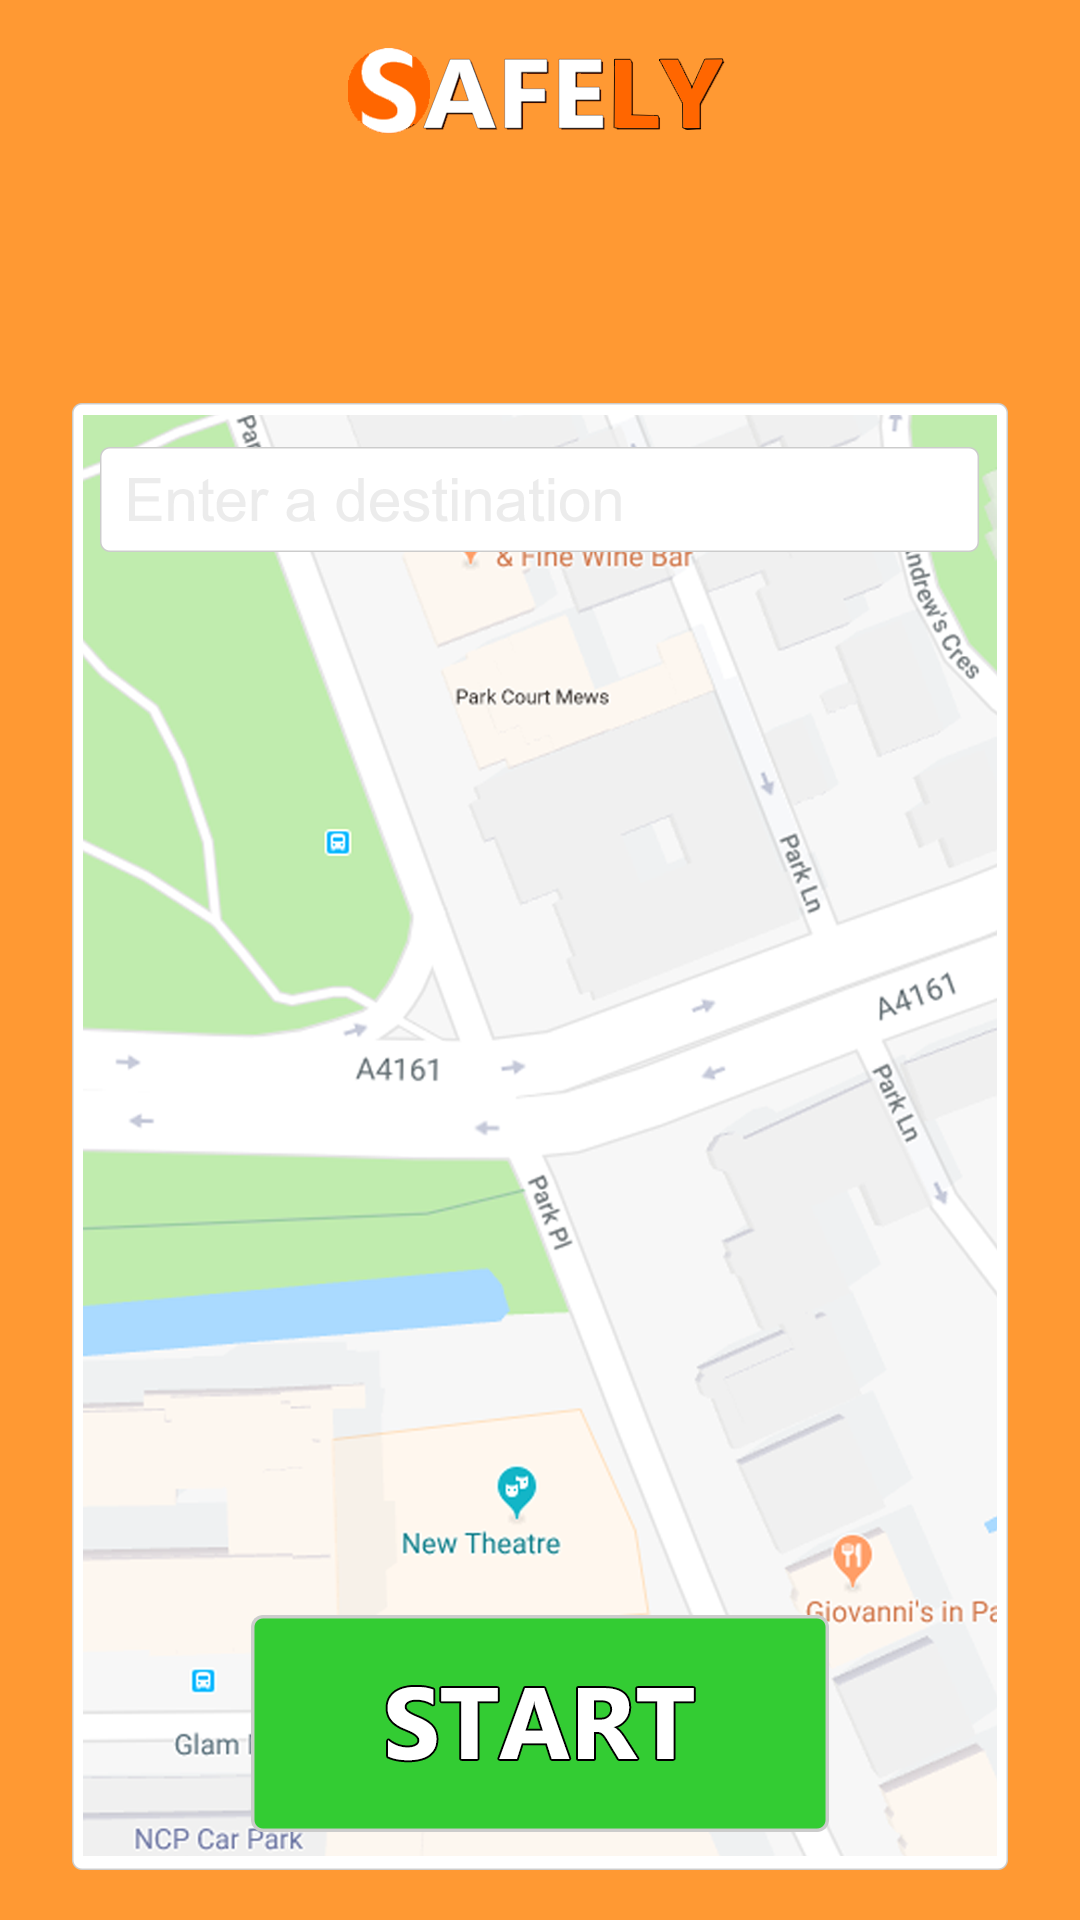 SAFELY
Enter a destination
& Fine Wine Bar
Park Court Mews
Park Ln
A4161
A4161
Park Ln
Park Pl
New Theatre
Giovanni's in
START
Glam
NCP Car Park